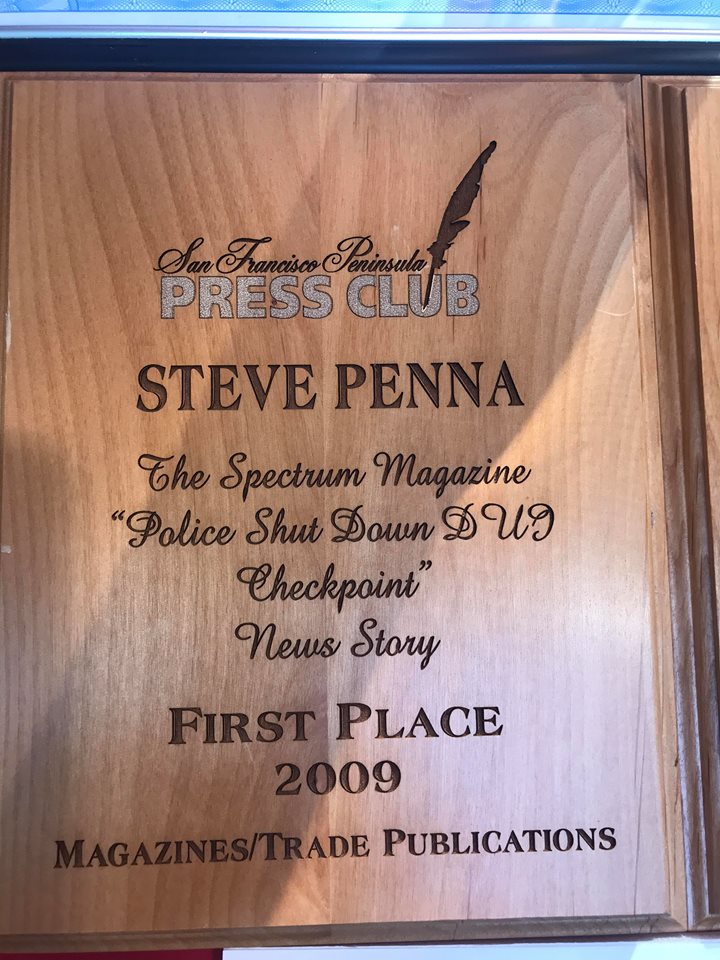 San Francisco Peninsula
PRESS CLUB
STEVE PENNA
The Spectrum Magazine
“Police Shut Down DUI
Checkpoint”
News Story
FIRST PLACE
2009
MAGAZINES/TRADE PUBLICATIONS